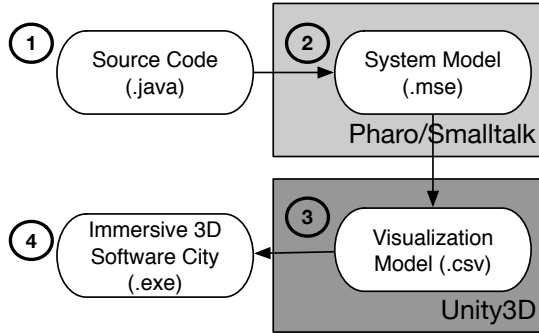 1
Source Code
(.java)
2
System Model
(.mse)
Pharo/Smalltalk
3
Visualization
Model (.csv)
Unity3D
4
Immersive 3D
Software City
(.exe)